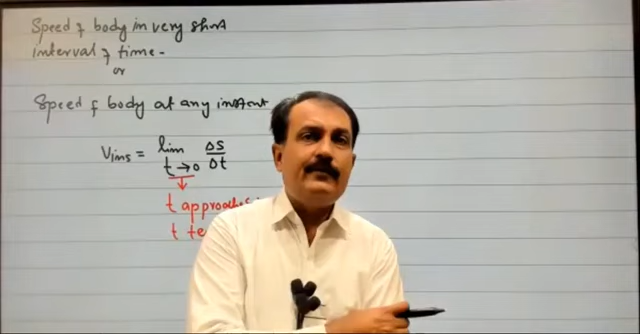 Speed of body in very short
interval of time -
or
Speed of body at any instant
Vins = lim ΔS
t → 0 Δt
t approaches
t